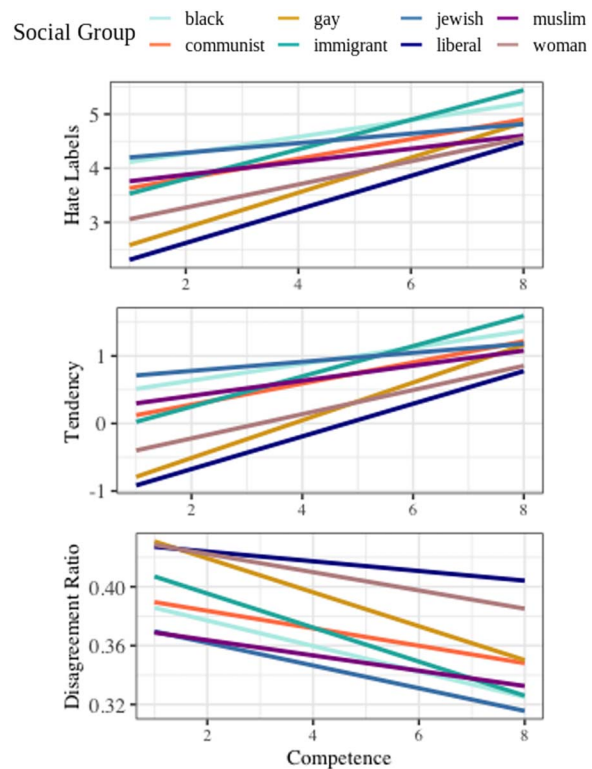 Social Group
black gay jewish muslim
communist immigrant liberal woman
Hate Labels
5
4
3
2 4 6 8
Tendency
1
0
-1
2 4 6 8
Disagreement Ratio
0.40
0.36
0.32
2 4 6 8
Competence